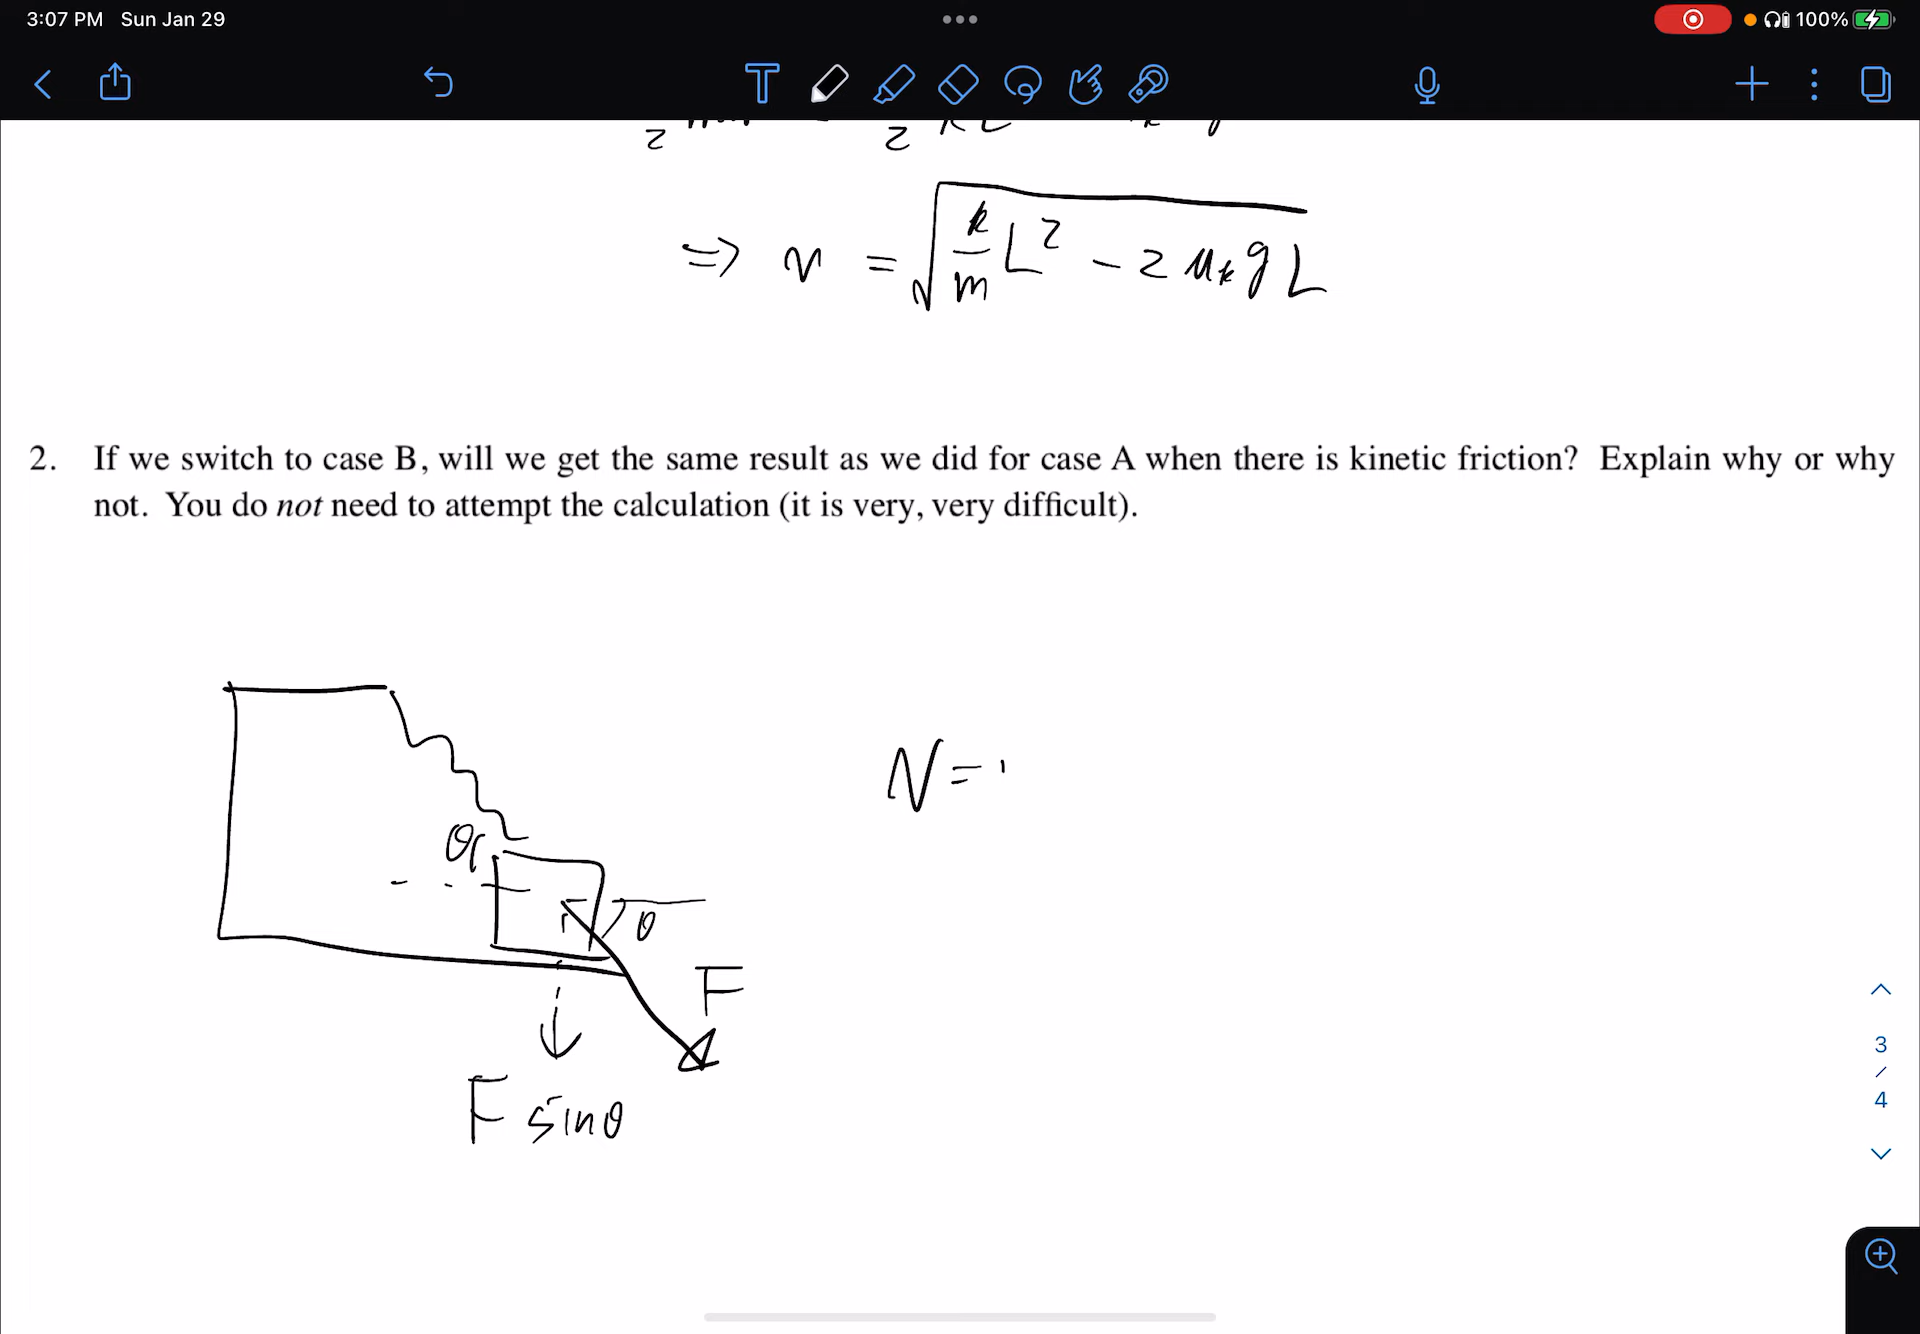 3:07 PM Sun Jan 29
100%
⇒ v = √(k/m L² − 2 μk g L)
2. If we switch to case B, will we get the same result as we did for case A when there is kinetic friction? Explain why or why
not. You do not need to attempt the calculation (it is very, very difficult).
N =
θ
θ
F
F sinθ
3
/
4